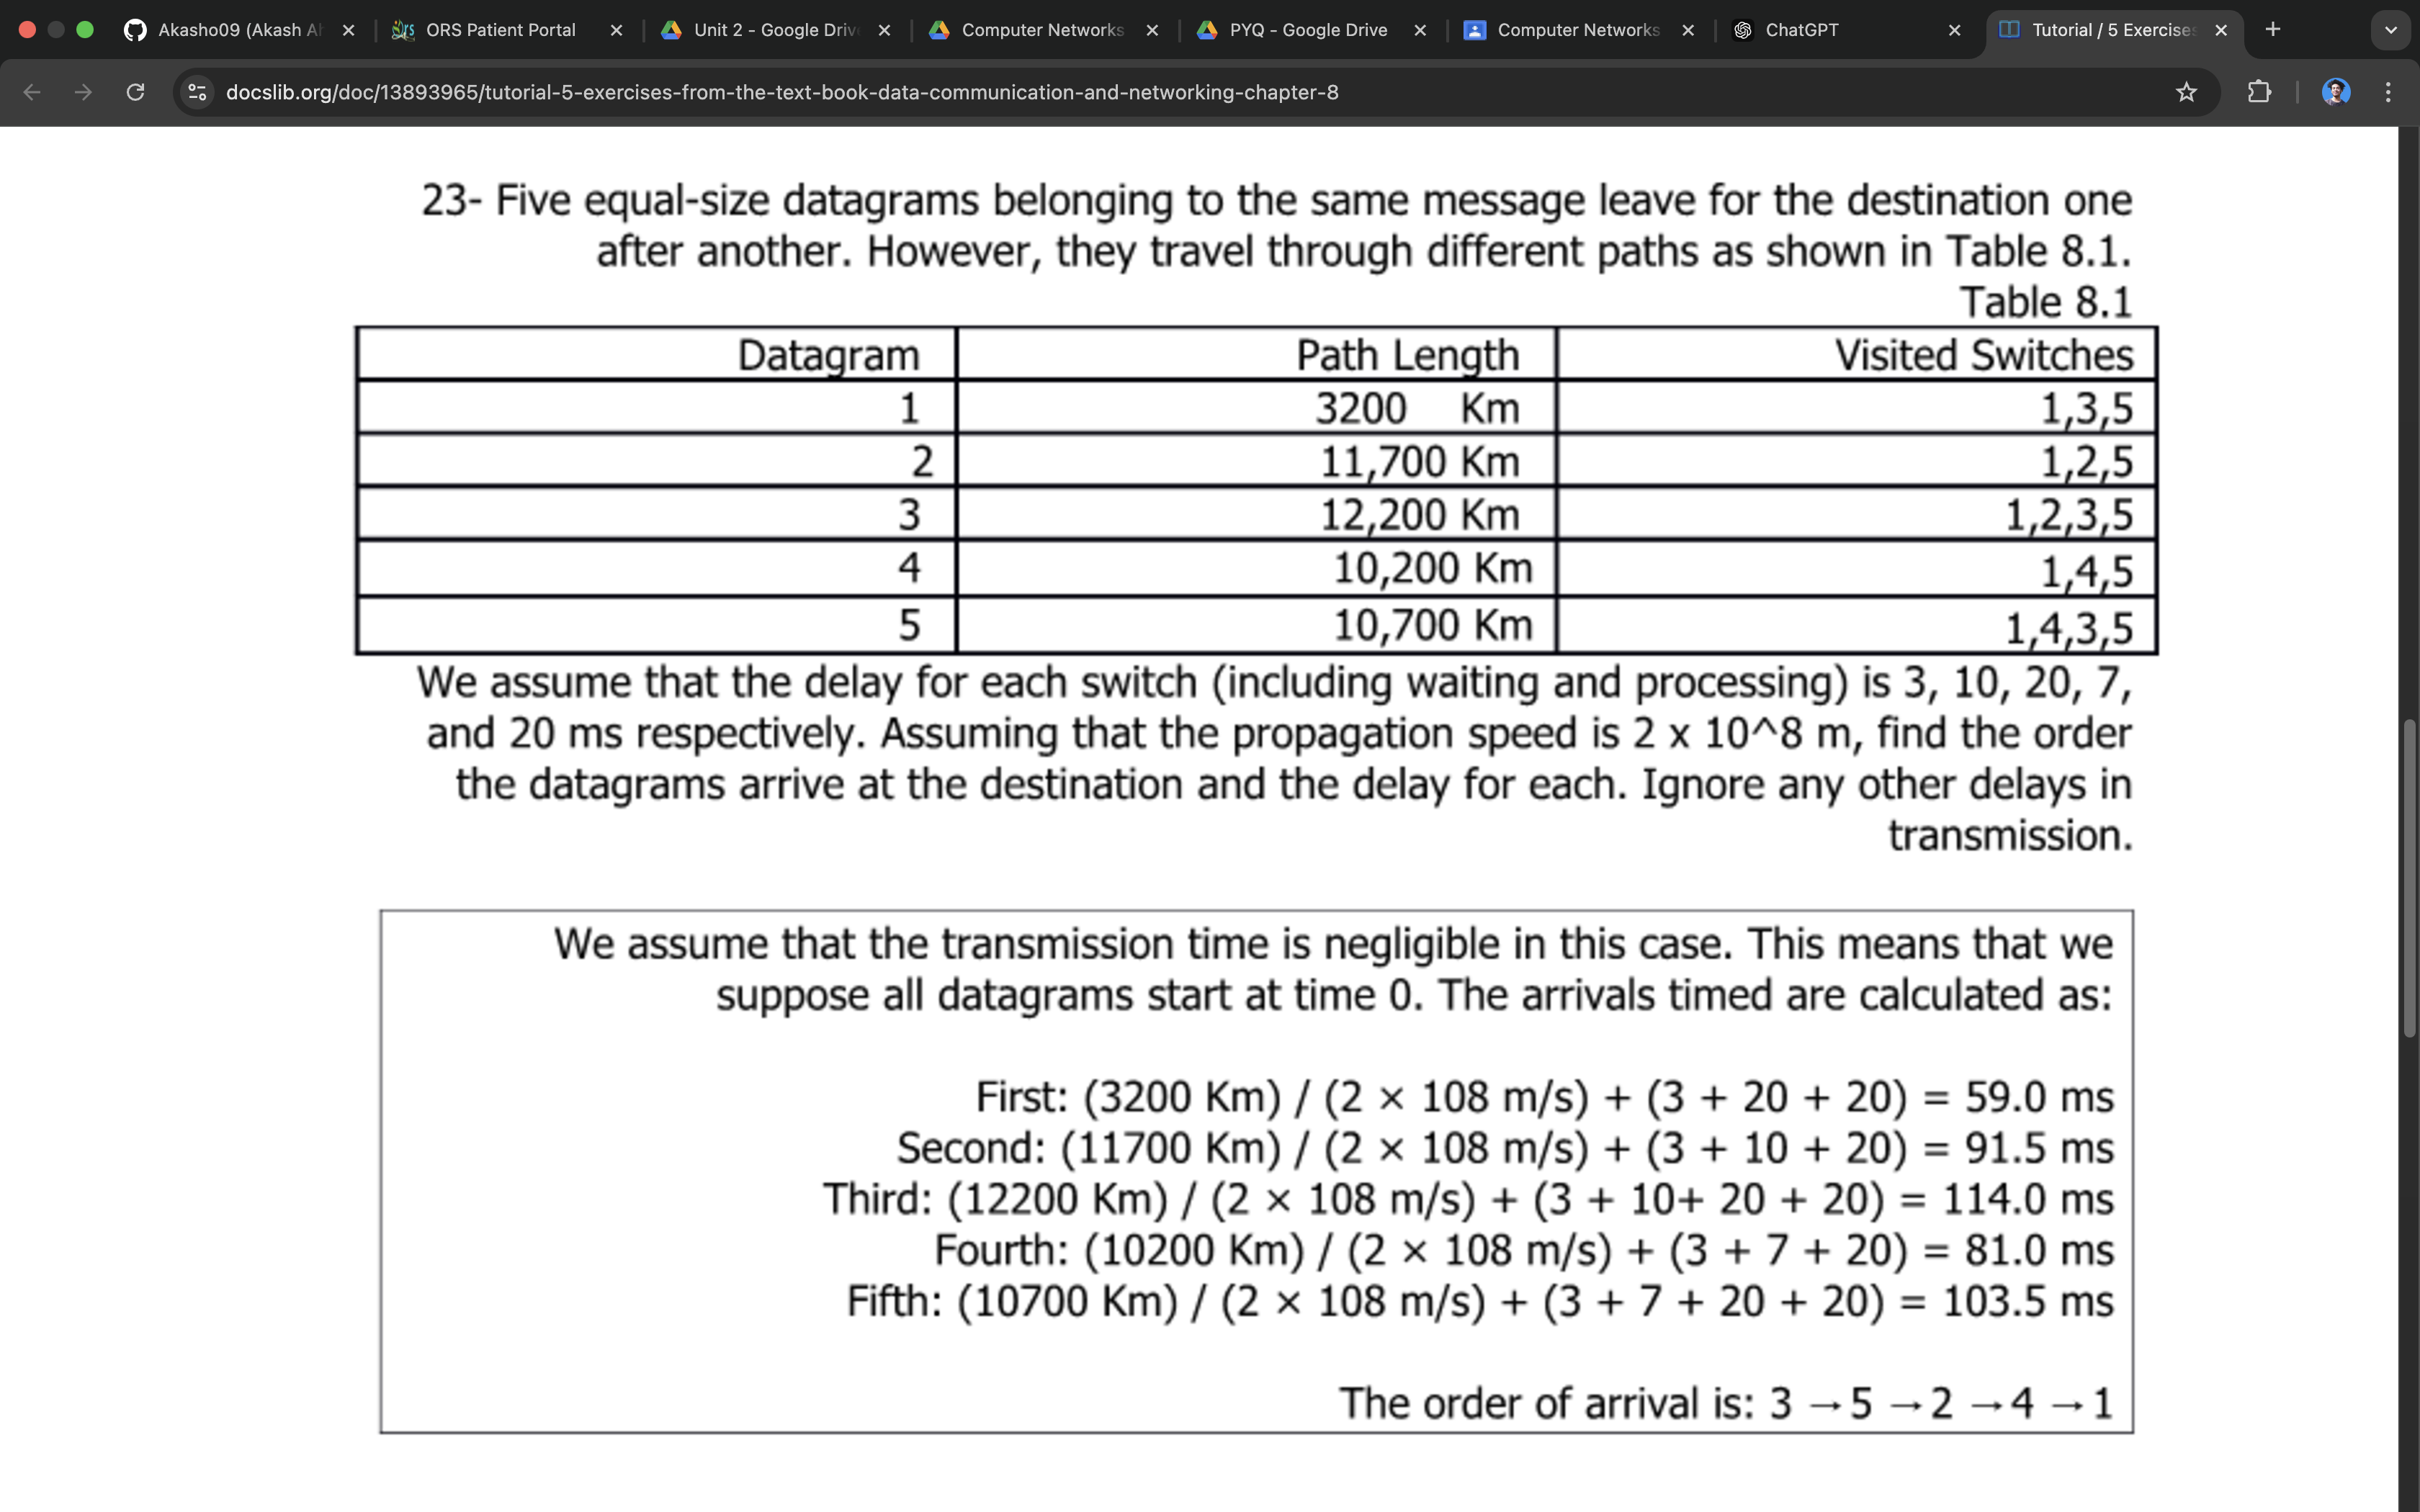 Akasho09 (Akash A
ORS Patient Portal
Unit 2 - Google Driv
Computer Networks
PYQ - Google Drive
Computer Networks
ChatGPT
Tutorial / 5 Exercises
docslib.org/doc/13893965/tutorial-5-exercises-from-the-text-book-data-communication-and-networking-chapter-8
23- Five equal-size datagrams belonging to the same message leave for the destination one
after another. However, they travel through different paths as shown in Table 8.1.
Table 8.1
Datagram Path Length Visited Switches
1 3200 Km 1,3,5
2 11,700 Km 1,2,5
3 12,200 Km 1,2,3,5
4 10,200 Km 1,4,5
5 10,700 Km 1,4,3,5
We assume that the delay for each switch (including waiting and processing) is 3, 10, 20, 7,
and 20 ms respectively. Assuming that the propagation speed is 2 x 10^8 m, find the order
the datagrams arrive at the destination and the delay for each. Ignore any other delays in
transmission.
We assume that the transmission time is negligible in this case. This means that we
suppose all datagrams start at time 0. The arrivals timed are calculated as:
First: (3200 Km) / (2 × 108 m/s) + (3 + 20 + 20) = 59.0 ms
Second: (11700 Km) / (2 × 108 m/s) + (3 + 10 + 20) = 91.5 ms
Third: (12200 Km) / (2 × 108 m/s) + (3 + 10+ 20 + 20) = 114.0 ms
Fourth: (10200 Km) / (2 × 108 m/s) + (3 + 7 + 20) = 81.0 ms
Fifth: (10700 Km) / (2 × 108 m/s) + (3 + 7 + 20 + 20) = 103.5 ms
The order of arrival is: 3 →5 →2 →4 →1